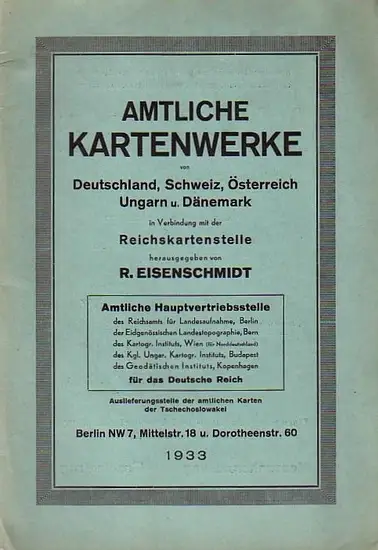 AMTLICHE
KARTENWERKE
von
Deutschland, Schweiz, Österreich
Ungarn u. Dänemark
in Verbindung mit der
Reichskartenstelle
herausgegeben von
R. EISENSCHMIDT
Amtliche Hauptvertriebsstelle
des Reichsamts für Landesaufnahme, Berlin
der Eidgenössischen Landestopographie, Bern
des Kartogr. Instituts, Wien (für Norddeutschland)
des Kgl. Ungar. Kartogr. Instituts, Budapest
des Geodätischen Instituts, Kopenhagen
für das Deutsche Reich
Auslieferungsstelle der amtlichen Karten
der Tschechoslowakei
Berlin NW 7, Mittelstr. 18 u. Dorotheenstr. 60
1933